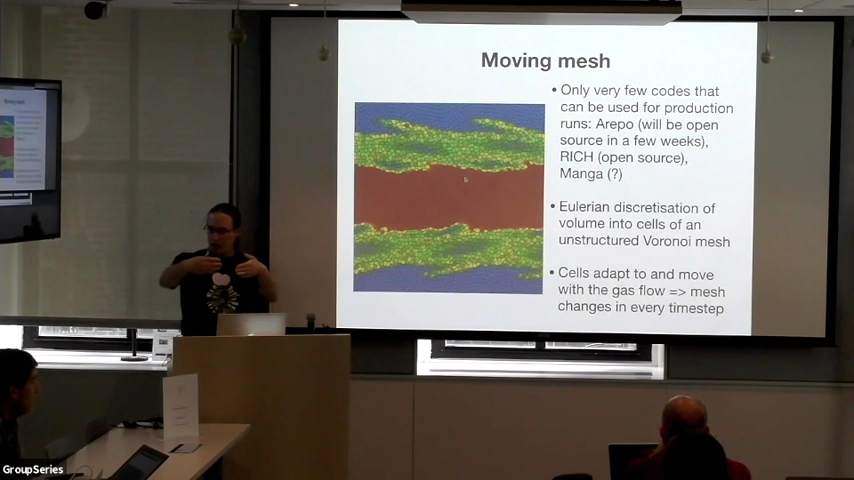 Moving mesh
• Only very few codes that
can be used for production
runs: Arepo (will be open
source in a few weeks),
RICH (open source),
Manga (?)
• Eulerian discretisation of
volume into cells of an
unstructured Voronoi mesh
• Cells adapt to and move
with the gas flow => mesh
changes in every timestep
GroupSeries